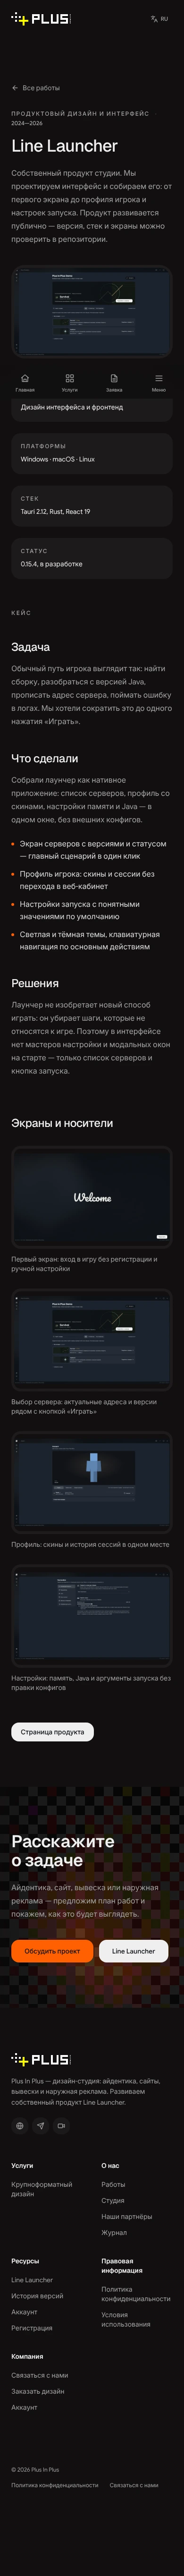 PLUS
RU
← Все работы
ПРОДУКТОВЫЙ ДИЗАЙН И ИНТЕРФЕЙС
2024—2026
Line Launcher
Собственный продукт студии. Мы
проектируем интерфейс и собираем его: от
первого экрана до профиля игрока и
настроек запуска. Продукт развивается
публично — версия, стек и экраны можно
проверить в репозитории.
Главная
Услуги
Заявка
Меню
Дизайн интерфейса и фронтенд
ПЛАТФОРМЫ
Windows · macOS · Linux
СТЕК
Tauri 2.12, Rust, React 19
СТАТУС
0.15.4, в разработке
КЕЙС
Задача
Обычный путь игрока выглядит так: найти
сборку, разобраться с версией Java,
прописать адрес сервера, поймать ошибку
в логах. Мы хотели сократить это до одного
нажатия «Играть».
Что сделали
Собрали лаунчер как нативное
приложение: список серверов, профиль со
скинами, настройки памяти и Java — в
одном окне, без внешних конфигов.
Экран серверов с версиями и статусом
— главный сценарий в один клик
Профиль игрока: скины и сессии без
перехода в веб-кабинет
Настройки запуска с понятными
значениями по умолчанию
Светлая и тёмная темы, клавиатурная
навигация по основным действиям
Решения
Лаунчер не изобретает новый способ
играть: он убирает шаги, которые не
относятся к игре. Поэтому в интерфейсе
нет мастеров настройки и модальных окон
на старте — только список серверов и
кнопка запуска.
Экраны и носители
Welcome
Первый экран: вход в игру без регистрации и
ручной настройки
Выбор сервера: актуальные адреса и версии
рядом с кнопкой «Играть»
Профиль: скины и история сессий в одном месте
Настройки: память, Java и аргументы запуска без
правки конфигов
Страница продукта
Расскажите
о задаче
Айдентика, сайт, вывеска или наружная
реклама — предложим план работ и
покажем, как это будет выглядеть.
Обсудить проект
Line Launcher
PLUS
Plus In Plus — дизайн-студия: айдентика, сайты,
вывески и наружная реклама. Развиваем
собственный продукт Line Launcher.
Услуги
Крупноформатный
дизайн
О нас
Работы
Студия
Наши партнёры
Журнал
Ресурсы
Line Launcher
История версий
Аккаунт
Регистрация
Правовая
информация
Политика
конфиденциальности
Условия
использования
Компания
Связаться с нами
Заказать дизайн
Аккаунт
© 2026 Plus In Plus
Политика конфиденциальности
Связаться с нами